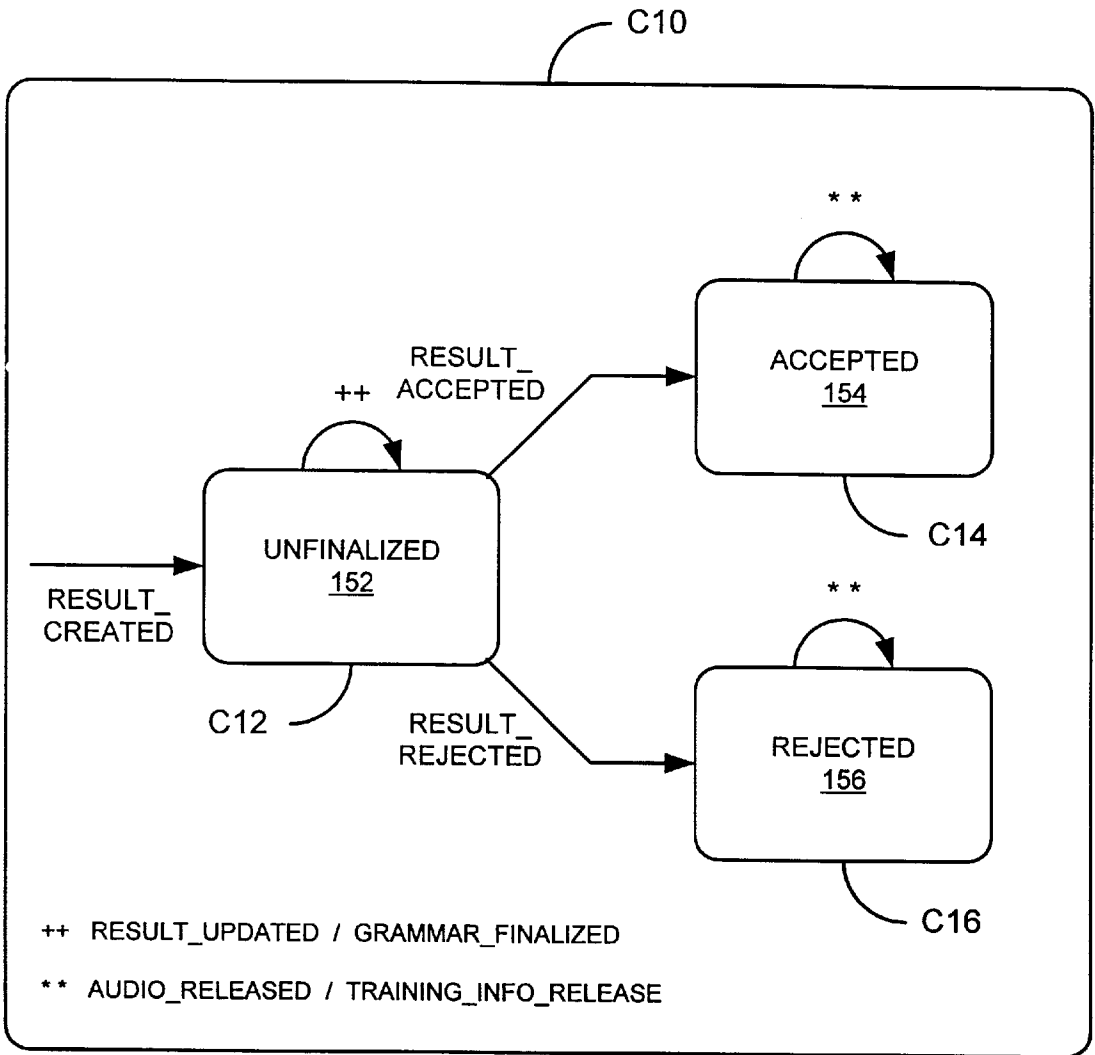 C10
**
RESULT_
ACCEPTED
ACCEPTED
154
++
C14
UNFINALIZED
152
RESULT_
CREATED
**
C12
RESULT_
REJECTED
REJECTED
156
C16
++ RESULT_UPDATED / GRAMMAR_FINALIZED
** AUDIO_RELEASED / TRAINING_INFO_RELEASE